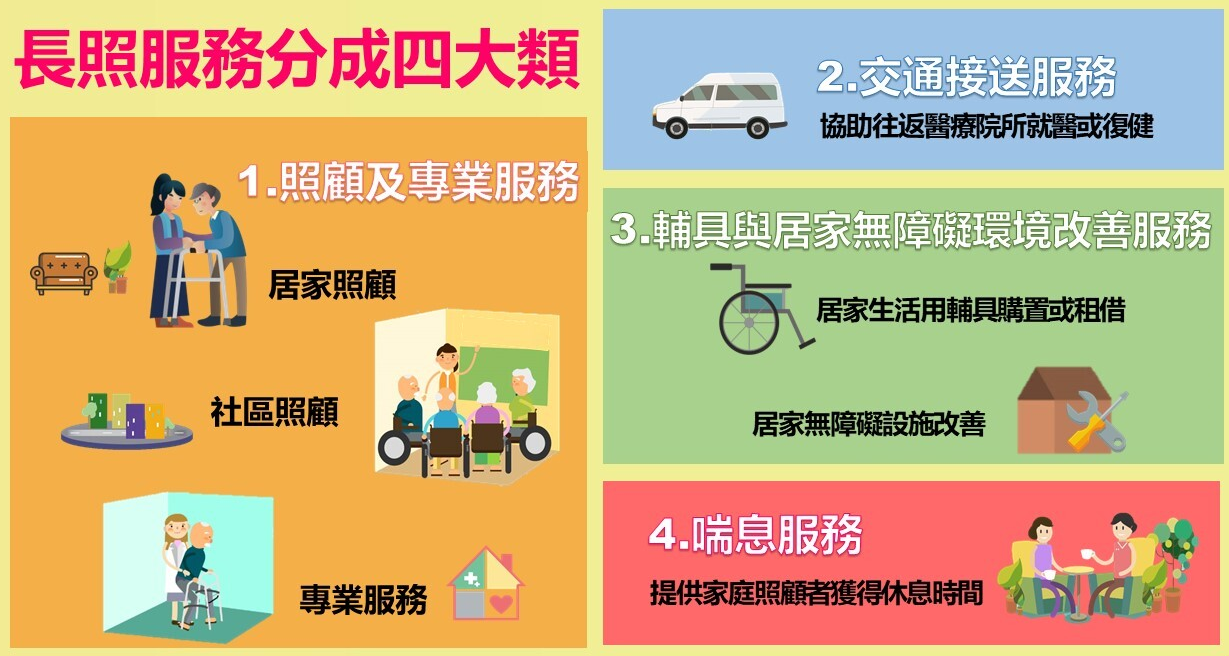 長照服務分成四大類
1.照顧及專業服務
居家照顧
社區照顧
專業服務
2.交通接送服務
協助往返醫療院所就醫或復健
3.輔具與居家無障礙環境改善服務
居家生活用輔具購置或租借
居家無障礙設施改善
4.喘息服務
提供家庭照顧者獲得休息時間